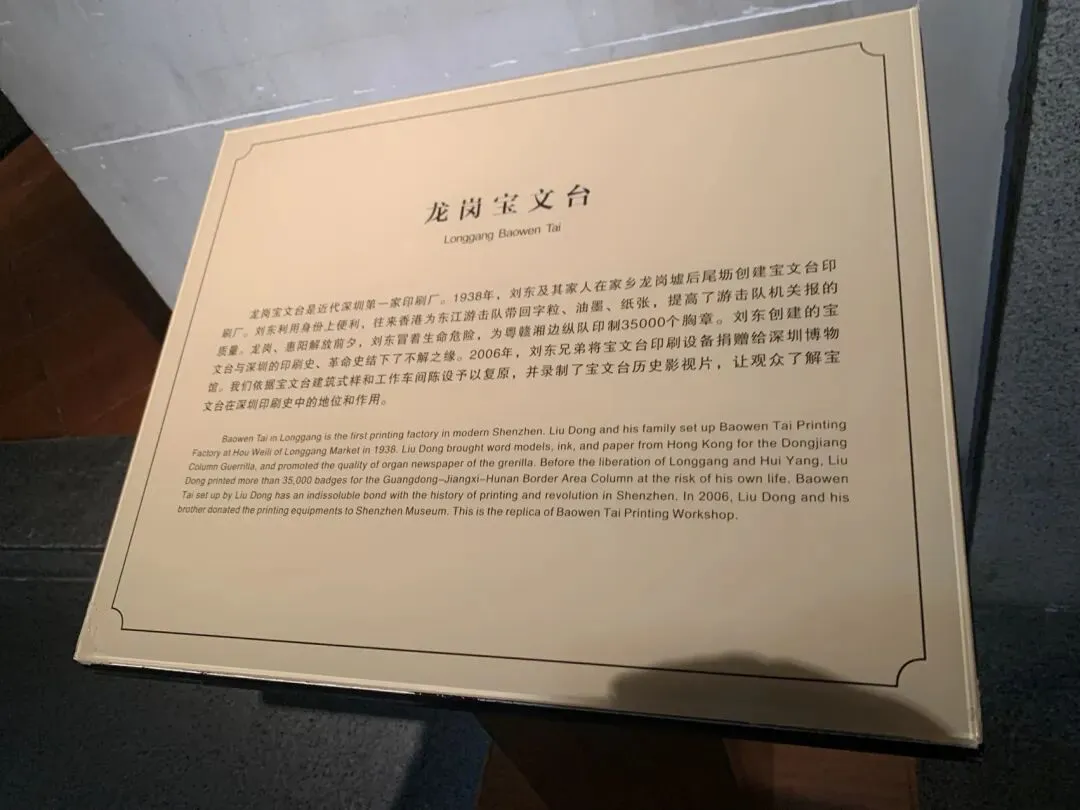 龙岗宝文台
Longgang Baowen Tai
龙岗宝文台是近代深圳第一家印刷厂。1938年，刘东及其家人在家乡龙岗墟后尾坜创建宝文台印
刷厂。刘东利用身份上便利，往来香港为东江游击队带回字粒、油墨、纸张，提高了游击队机关报的
质量。龙岗、惠阳解放前夕，刘东冒着生命危险，为粤赣湘边纵队印制35000个胸章。刘东创建的宝
文台与深圳的印刷史、革命史结下了不解之缘。2006年，刘东兄弟将宝文台印刷设备捐赠给深圳博物
馆。我们依据宝文台建筑式样和工作车间陈设予以复原，并录制了宝文台历史影视片，让观众了解宝
文台在深圳印刷史中的地位和作用。
Baowen Tai in Longgang is the first printing factory in modern Shenzhen. Liu Dong and his family set up Baowen Tai Printing
Factory at Hou Weili of Longgang Market in 1938. Liu Dong brought word models, ink, and paper from Hong Kong for the Dongjiang
Column Guerrilla, and promoted the quality of organ newspaper of the grenilla. Before the liberation of Longgang and Hui Yang, Liu
Dong printed more than 35,000 badges for the Guangdong–Jiangxi–Hunan Border Area Column at the risk of his own life. Baowen
Tai set up by Liu Dong has an indissoluble bond with the history of printing and revolution in Shenzhen. In 2006, Liu Dong and his
brother donated the printing equipments to Shenzhen Museum. This is the replica of Baowen Tai Printing Workshop.